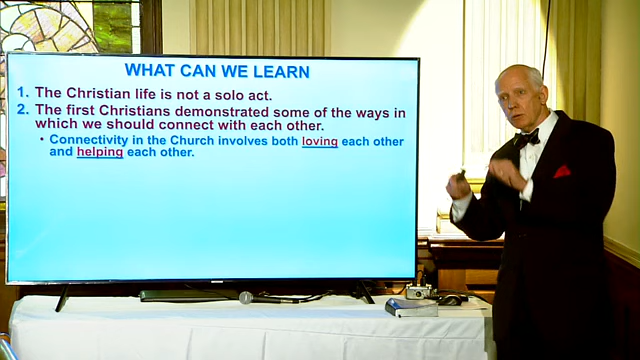 WHAT CAN WE LEARN
1. The Christian life is not a solo act.
2. The first Christians demonstrated some of the ways in
which we should connect with each other.
• Connectivity in the Church involves both loving each other
and helping each other.